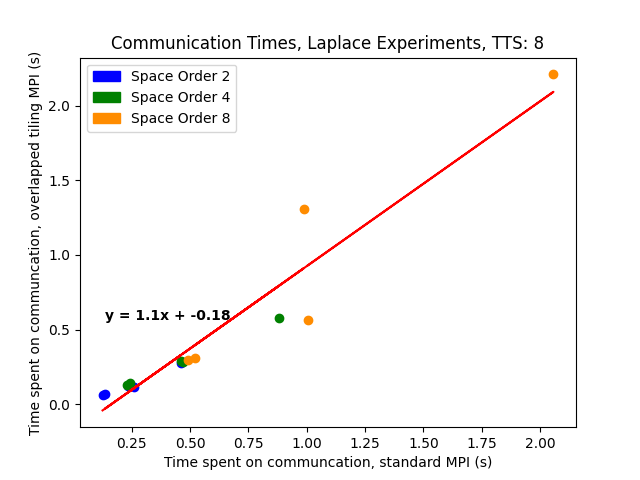 Communication Times, Laplace Experiments, TTS: 8
Space Order 2
Space Order 4
Space Order 8
Time spent on communcation, overlapped tiling MPI (s)
2.0
1.5
1.0
0.5
0.0
y = 1.1x + -0.18
0.25
0.50
0.75
1.00
1.25
1.50
1.75
2.00
Time spent on communcation, standard MPI (s)